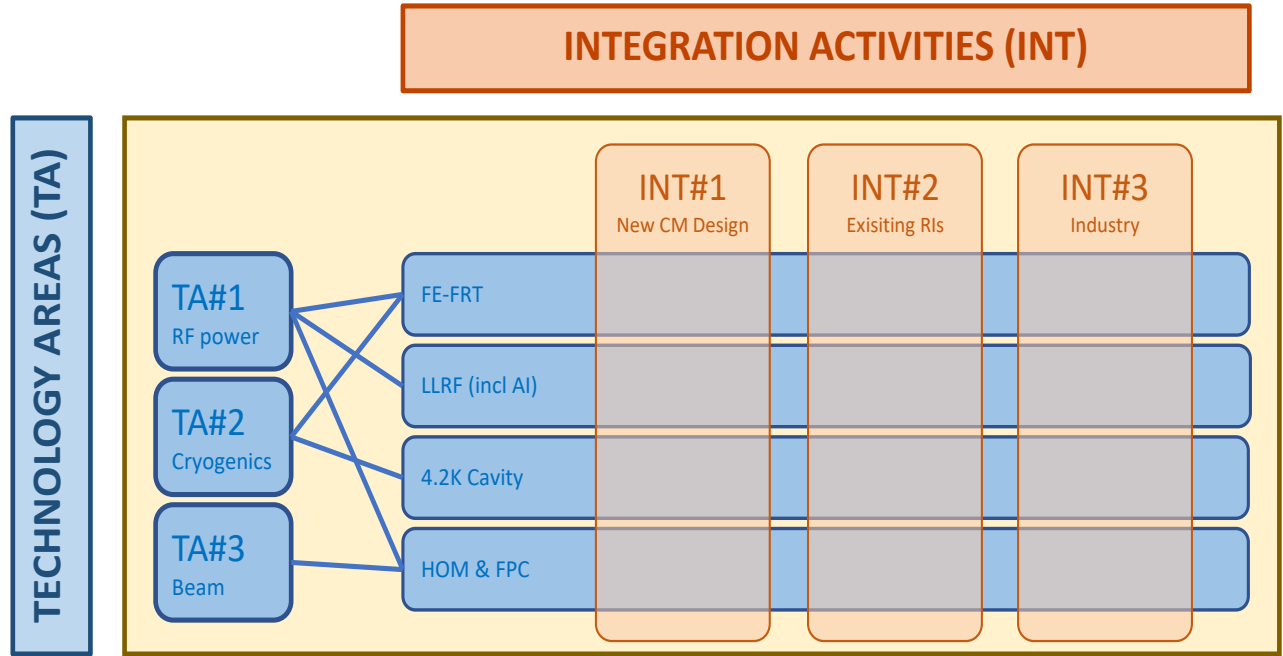 INTEGRATION ACTIVITIES (INT)
TECHNOLOGY AREAS (TA)
INT#1
New CM Design
INT#2
Exisiting RIs
INT#3
Industry
TA#1
RF power
TA#2
Cryogenics
TA#3
Beam
FE-FRT
LLRF (incl AI)
4.2K Cavity
HOM & FPC